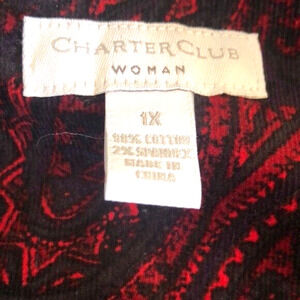 CHARTER CLUB
WOMAN
1X
98% COTTON
2% SPANDEX
MADE IN
CHINA